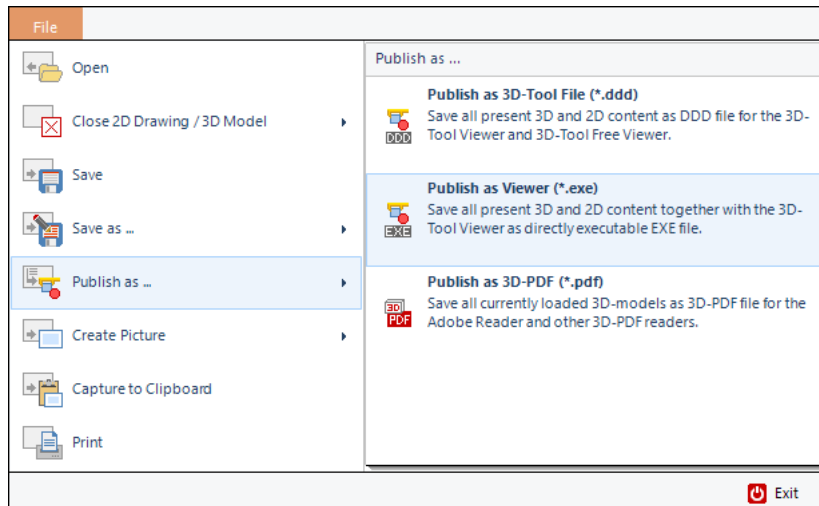 File
Open
Close 2D Drawing / 3D Model
Save
Save as ...
Publish as ...
Create Picture
Capture to Clipboard
Print
Publish as ...
Publish as 3D-Tool File (*.ddd)
Save all present 3D and 2D content as DDD file for the 3D-
Tool Viewer and 3D-Tool Free Viewer.
DDD
Publish as Viewer (*.exe)
Save all present 3D and 2D content together with the 3D-
Tool Viewer as directly executable EXE file.
EXE
Publish as 3D-PDF (*.pdf)
Save all currently loaded 3D-models as 3D-PDF file for the
Adobe Reader and other 3D-PDF readers.
3D
PDF
Exit